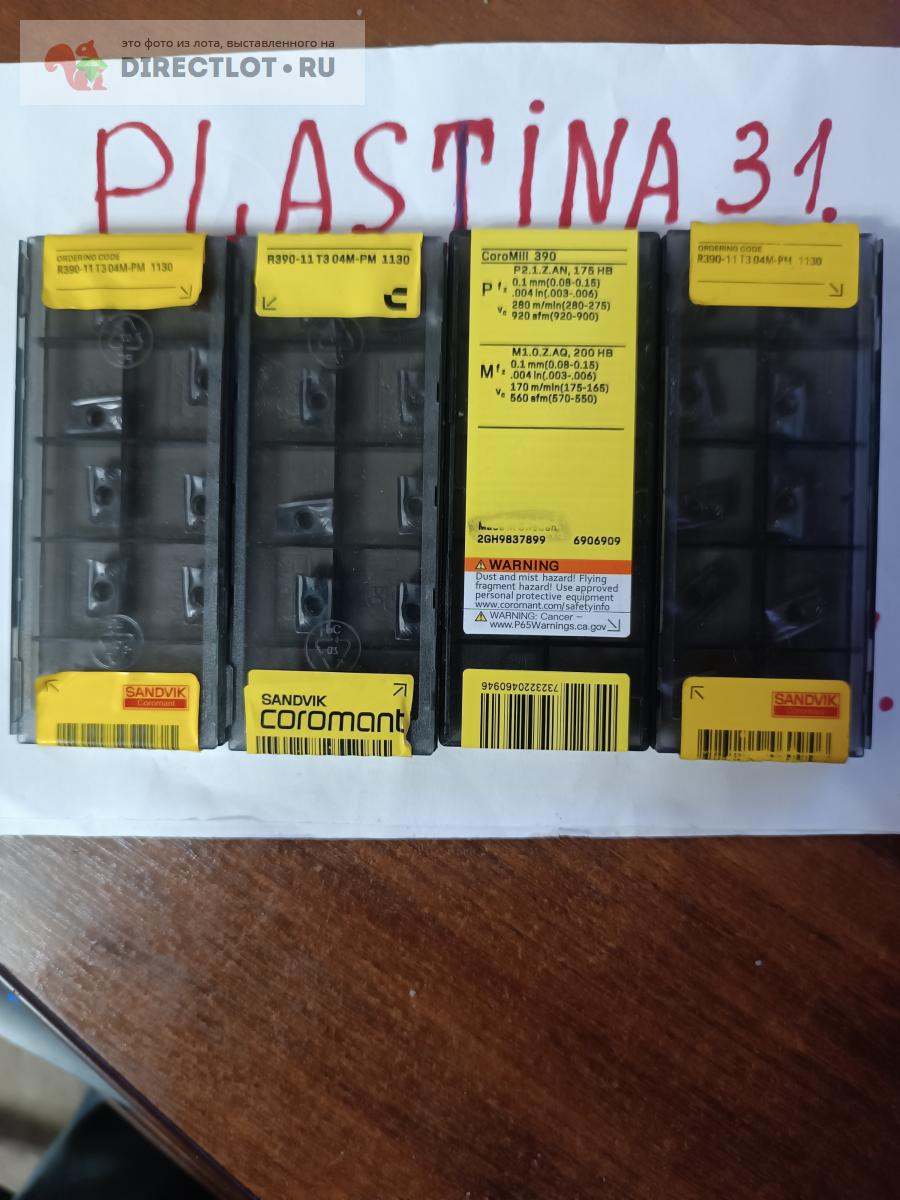 это фото из лота, выставленного на
DIRECTLOT • RU
PLASTINA 31.
ORDERING CODE
R390-11 T3 04M-PM 1130
SANDVIK
Coromant
R390-11 T3 04M-PM 1130
SANDVIK
coromant
CoroMill 390
P2.1.Z.AN, 175 HB
P fz 0.1 mm(0.08-0.15)
.004 in(.003-.006)
vc 280 m/min(280-275)
920 sfm(920-900)
M1.0.Z.AQ, 200 HB
M fz 0.1 mm(0.08-0.15)
.004 in(.003-.006)
vc 170 m/min(175-165)
560 sfm(570-550)
2GH9837899 6906909
⚠ WARNING
Dust and mist hazard! Flying
fragment hazard! Use approved
personal protective equipment
www.coromant.com/safetyinfo
⚠ WARNING: Cancer –
www.P65Warnings.ca.gov
7323220460946
ORDERING CODE
R390-11 T3 04M-PM 1130
SANDVIK
Coromant